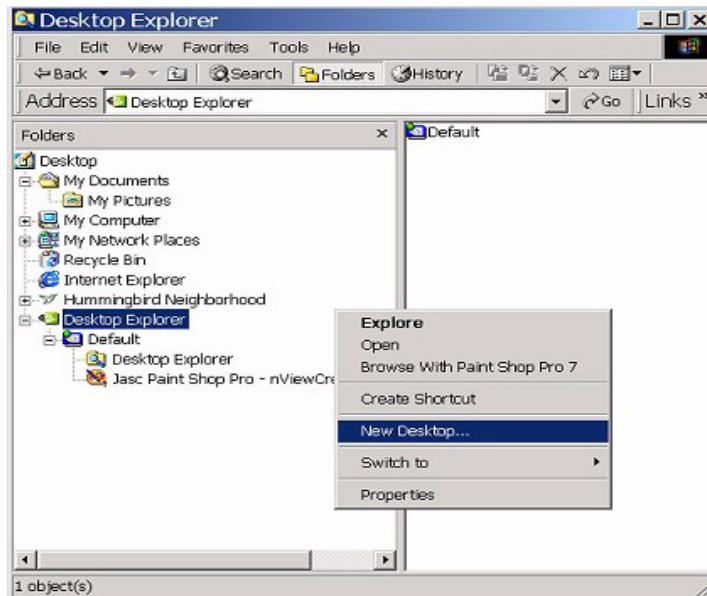 Desktop Explorer
File Edit View Favorites Tools Help
Back Search Folders History
Address Desktop Explorer Go Links »
Folders ×
Default
Desktop
My Documents
My Pictures
My Computer
My Network Places
Recycle Bin
Internet Explorer
Hummingbird Neighborhood
Desktop Explorer
Default
Desktop Explorer
Jasc Paint Shop Pro - nViewCre
Explore
Open
Browse With Paint Shop Pro 7
Create Shortcut
New Desktop...
Switch to
Properties
1 object(s)